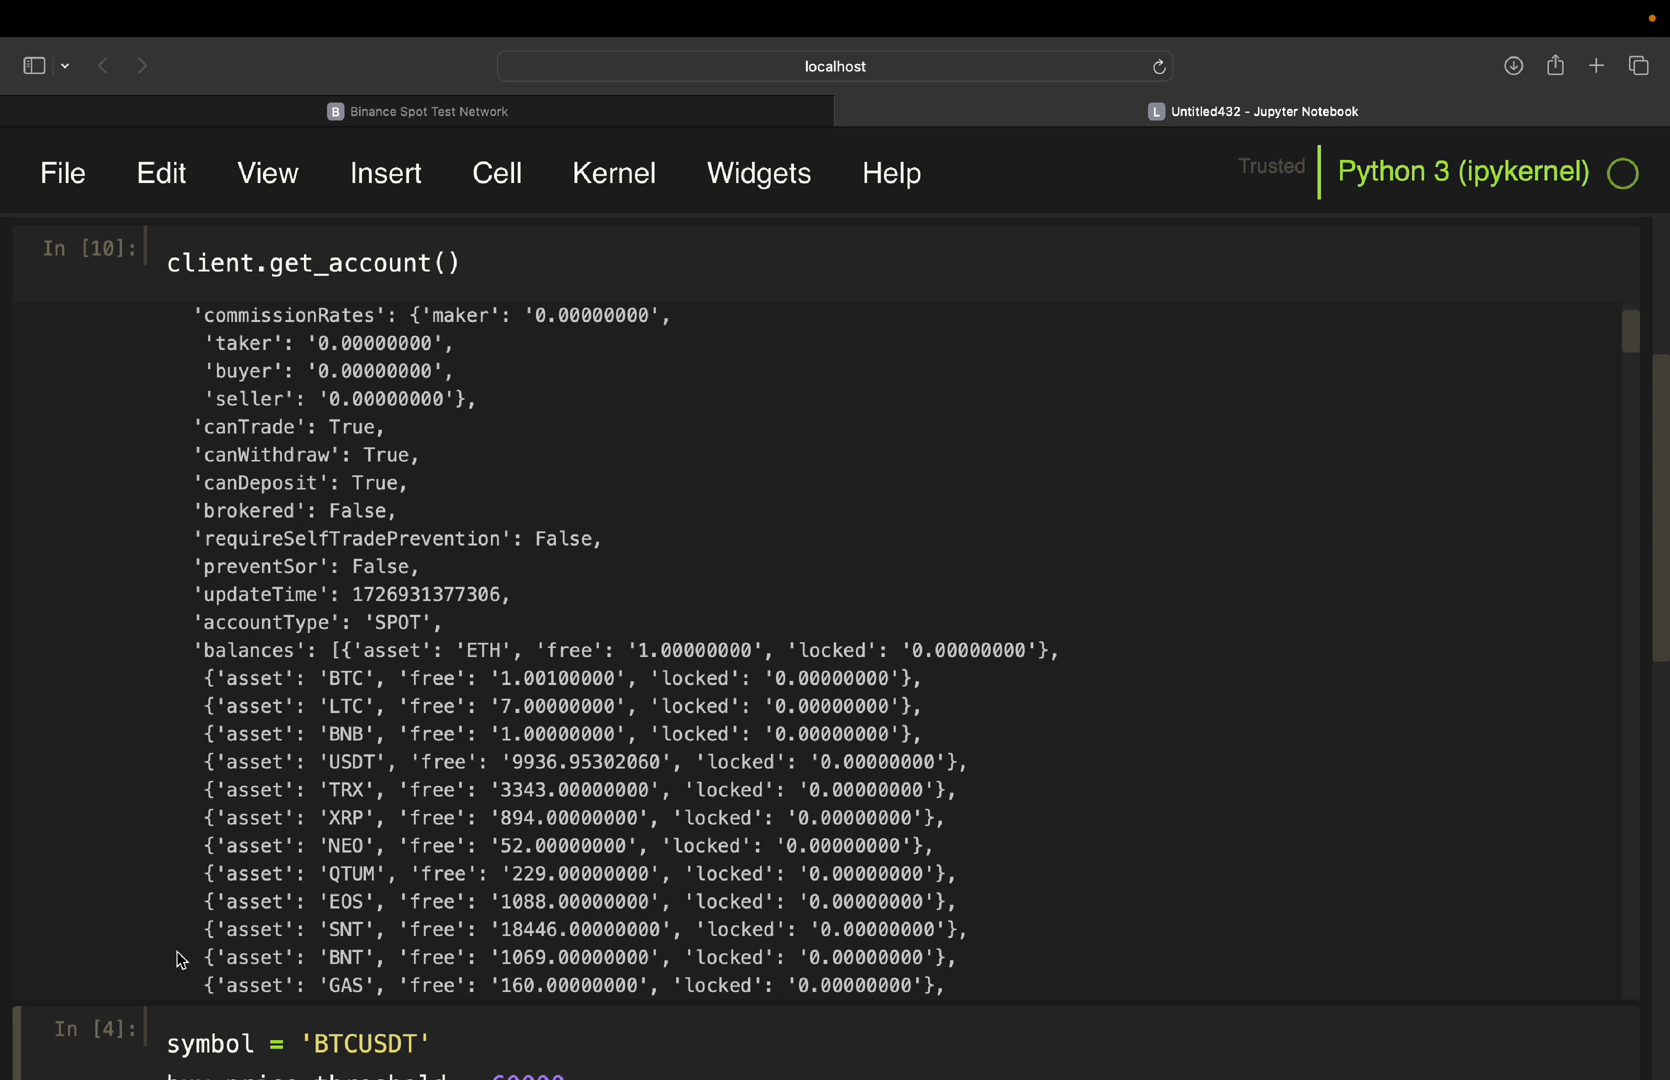 localhost
B Binance Spot Test Network
L Untitled432 - Jupyter Notebook
File Edit View Insert Cell Kernel Widgets Help
Trusted Python 3 (ipykernel)
In [10]: client.get_account()
'commissionRates': {'maker': '0.00000000',
'taker': '0.00000000',
'buyer': '0.00000000',
'seller': '0.00000000'},
'canTrade': True,
'canWithdraw': True,
'canDeposit': True,
'brokered': False,
'requireSelfTradePrevention': False,
'preventSor': False,
'updateTime': 1726931377306,
'accountType': 'SPOT',
'balances': [{'asset': 'ETH', 'free': '1.00000000', 'locked': '0.00000000'},
{'asset': 'BTC', 'free': '1.00100000', 'locked': '0.00000000'},
{'asset': 'LTC', 'free': '7.00000000', 'locked': '0.00000000'},
{'asset': 'BNB', 'free': '1.00000000', 'locked': '0.00000000'},
{'asset': 'USDT', 'free': '9936.95302060', 'locked': '0.00000000'},
{'asset': 'TRX', 'free': '3343.00000000', 'locked': '0.00000000'},
{'asset': 'XRP', 'free': '894.00000000', 'locked': '0.00000000'},
{'asset': 'NEO', 'free': '52.00000000', 'locked': '0.00000000'},
{'asset': 'QTUM', 'free': '229.00000000', 'locked': '0.00000000'},
{'asset': 'EOS', 'free': '1088.00000000', 'locked': '0.00000000'},
{'asset': 'SNT', 'free': '18446.00000000', 'locked': '0.00000000'},
{'asset': 'BNT', 'free': '1069.00000000', 'locked': '0.00000000'},
{'asset': 'GAS', 'free': '160.00000000', 'locked': '0.00000000'},
In [4]: symbol = 'BTCUSDT'